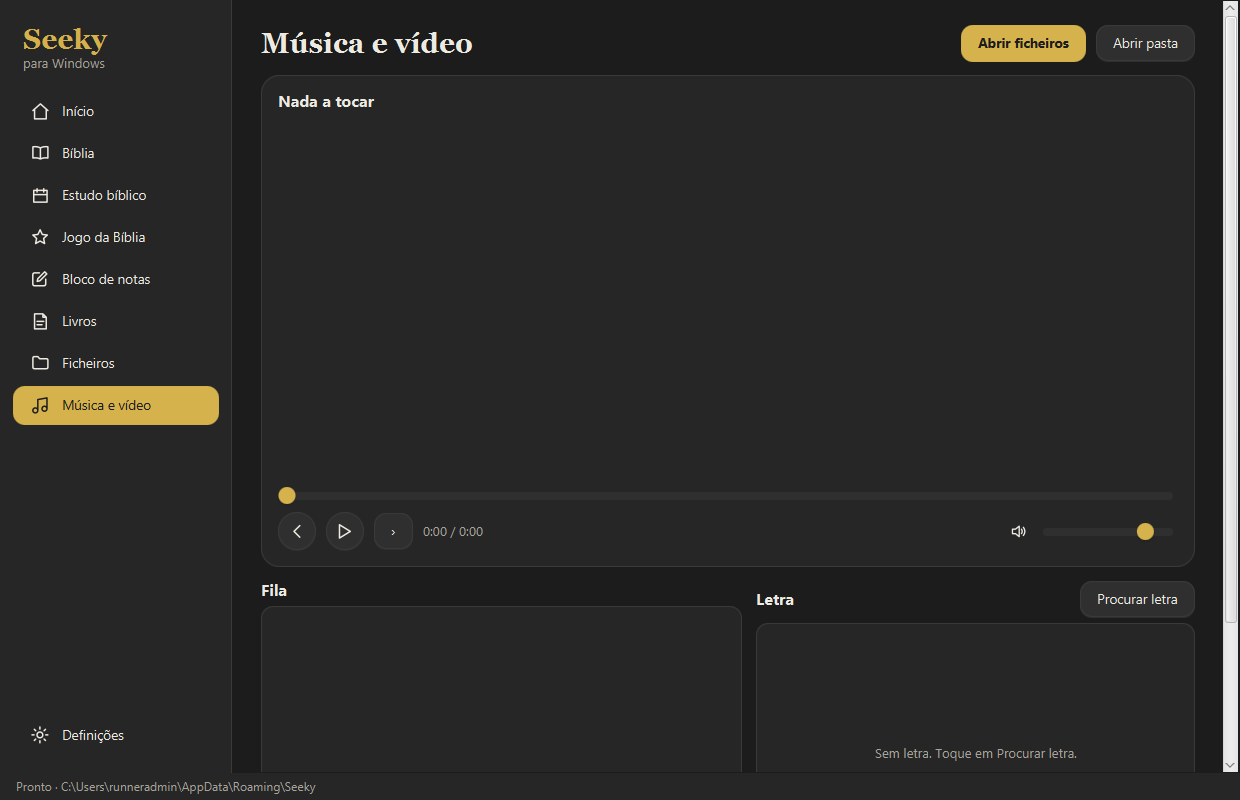 Seeky
para Windows
Início
Bíblia
Estudo bíblico
Jogo da Bíblia
Bloco de notas
Livros
Ficheiros
Música e vídeo
Definições
Música e vídeo
Abrir ficheiros
Abrir pasta
Nada a tocar
0:00 / 0:00
Fila
Letra
Procurar letra
Sem letra. Toque em Procurar letra.
Pronto · C:\Users\runneradmin\AppData\Roaming\Seeky